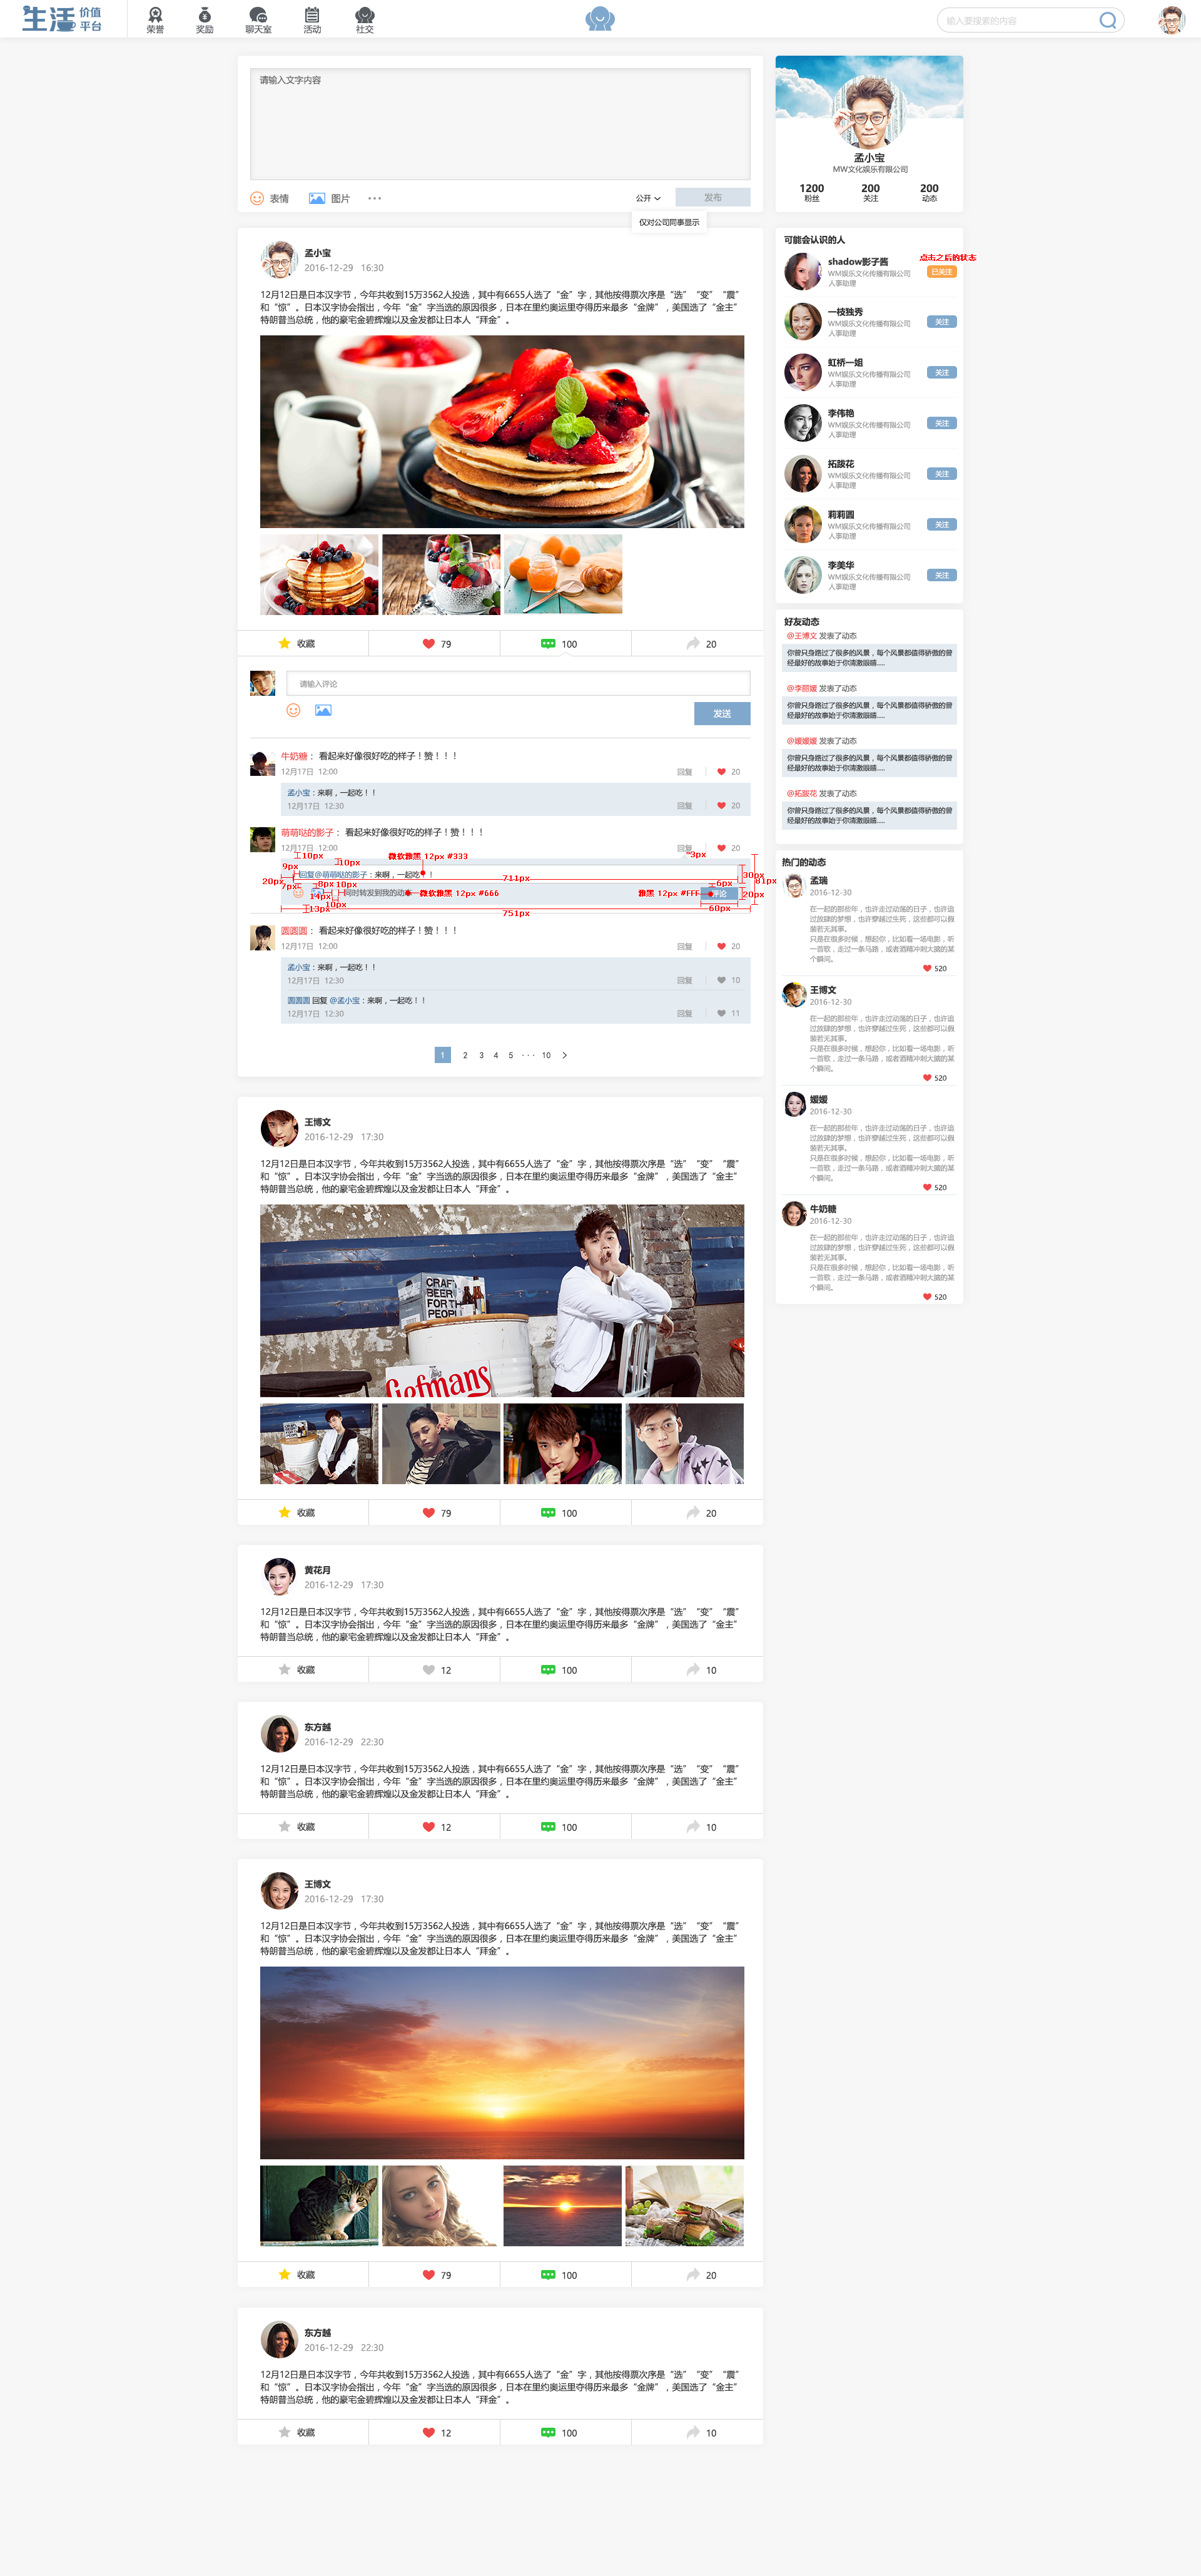 生活 价值平台
荣誉
奖励
聊天室
活动
社交
输入要搜索的内容
请输入文字内容
表情
图片
公开
发布
仅对公司同事显示
孟小宝
2016-12-29 16:30
12月12日是日本汉字节，今年共收到15万3562人投选，其中有6655人选了“金”字，其他按得票次序是“选”“变”“震”
和“惊”。日本汉字协会指出，今年“金”字当选的原因很多，日本在里约奥运里夺得历来最多“金牌”，美国选了“金主”
特朗普当总统，他的豪宅金碧辉煌以及金发都让日本人“拜金”。
CRAFT
BEER
FORTH
PEOPL
Gefmans
收藏
79
100
20
请输入评论
发送
牛奶糖： 看起来好像很好吃的样子！赞！！！
12月17日 12:00
回复
20
孟小宝：来啊，一起吃！！
12月17日 12:30
回复
20
萌萌哒的影子： 看起来好像很好吃的样子！赞！！！
12月17日 12:00
回复
20
10px
10px
微软雅黑 12px #333
3px
9px
20px
回复@萌萌哒的影子：来啊，一起吃！！
711px
30px
81px
7px
8px
10px
14px
同时转发到我的动
微软雅黑 12px #666
雅黑 12px #FFF
6px
评论
20px
10px
13px
751px
60px
圆圆圆： 看起来好像很好吃的样子！赞！！！
12月17日 12:00
回复
20
孟小宝：来啊，一起吃！！
12月17日 12:30
回复
10
圆圆圆 回复 @孟小宝：来啊，一起吃！！
12月17日 12:30
回复
11
1 2 3 4 5 ··· 10 >
王博文
2016-12-29 17:30
12月12日是日本汉字节，今年共收到15万3562人投选，其中有6655人选了“金”字，其他按得票次序是“选”“变”“震”
和“惊”。日本汉字协会指出，今年“金”字当选的原因很多，日本在里约奥运里夺得历来最多“金牌”，美国选了“金主”
特朗普当总统，他的豪宅金碧辉煌以及金发都让日本人“拜金”。
收藏
79
100
20
黄花月
2016-12-29 17:30
12月12日是日本汉字节，今年共收到15万3562人投选，其中有6655人选了“金”字，其他按得票次序是“选”“变”“震”
和“惊”。日本汉字协会指出，今年“金”字当选的原因很多，日本在里约奥运里夺得历来最多“金牌”，美国选了“金主”
特朗普当总统，他的豪宅金碧辉煌以及金发都让日本人“拜金”。
收藏
12
100
10
东方越
2016-12-29 22:30
12月12日是日本汉字节，今年共收到15万3562人投选，其中有6655人选了“金”字，其他按得票次序是“选”“变”“震”
和“惊”。日本汉字协会指出，今年“金”字当选的原因很多，日本在里约奥运里夺得历来最多“金牌”，美国选了“金主”
特朗普当总统，他的豪宅金碧辉煌以及金发都让日本人“拜金”。
收藏
12
100
10
王博文
2016-12-29 17:30
12月12日是日本汉字节，今年共收到15万3562人投选，其中有6655人选了“金”字，其他按得票次序是“选”“变”“震”
和“惊”。日本汉字协会指出，今年“金”字当选的原因很多，日本在里约奥运里夺得历来最多“金牌”，美国选了“金主”
特朗普当总统，他的豪宅金碧辉煌以及金发都让日本人“拜金”。
收藏
79
100
20
东方越
2016-12-29 22:30
12月12日是日本汉字节，今年共收到15万3562人投选，其中有6655人选了“金”字，其他按得票次序是“选”“变”“震”
和“惊”。日本汉字协会指出，今年“金”字当选的原因很多，日本在里约奥运里夺得历来最多“金牌”，美国选了“金主”
特朗普当总统，他的豪宅金碧辉煌以及金发都让日本人“拜金”。
收藏
12
100
10
孟小宝
MW文化娱乐有限公司
1200 200 200
粉丝 关注 动态
可能会认识的人
点击之后的状态
shadow影子酱
WM娱乐文化传播有限公司
人事助理
已关注
一枝独秀
WM娱乐文化传播有限公司
人事助理
关注
虹桥一姐
WM娱乐文化传播有限公司
人事助理
关注
李伟艳
WM娱乐文化传播有限公司
人事助理
关注
拓跋花
WM娱乐文化传播有限公司
人事助理
关注
莉莉圆
WM娱乐文化传播有限公司
人事助理
关注
李美华
WM娱乐文化传播有限公司
人事助理
关注
好友动态
@王博文 发表了动态
你曾只身路过了很多的风景，每个风景都值得骄傲的曾
经最好的故事始于你清澈眼睛.....
@李丽媛 发表了动态
你曾只身路过了很多的风景，每个风景都值得骄傲的曾
经最好的故事始于你清澈眼睛.....
@媛媛媛 发表了动态
你曾只身路过了很多的风景，每个风景都值得骄傲的曾
经最好的故事始于你清澈眼睛.....
@拓跋花 发表了动态
你曾只身路过了很多的风景，每个风景都值得骄傲的曾
经最好的故事始于你清澈眼睛.....
热门的动态
孟瑞
2016-12-30
在一起的那些年，也许走过动荡的日子，也许追
过放肆的梦想，也许穿越过生死，这些都可以假
装若无其事。
只是在很多时候，想起你，比如看一场电影，听
一首歌，走过一条马路，或者酒精冲刺大脑的某
个瞬间。
520
王博文
2016-12-30
在一起的那些年，也许走过动荡的日子，也许追
过放肆的梦想，也许穿越过生死，这些都可以假
装若无其事。
只是在很多时候，想起你，比如看一场电影，听
一首歌，走过一条马路，或者酒精冲刺大脑的某
个瞬间。
520
媛媛
2016-12-30
在一起的那些年，也许走过动荡的日子，也许追
过放肆的梦想，也许穿越过生死，这些都可以假
装若无其事。
只是在很多时候，想起你，比如看一场电影，听
一首歌，走过一条马路，或者酒精冲刺大脑的某
个瞬间。
520
牛奶糖
2016-12-30
在一起的那些年，也许走过动荡的日子，也许追
过放肆的梦想，也许穿越过生死，这些都可以假
装若无其事。
只是在很多时候，想起你，比如看一场电影，听
一首歌，走过一条马路，或者酒精冲刺大脑的某
个瞬间。
520